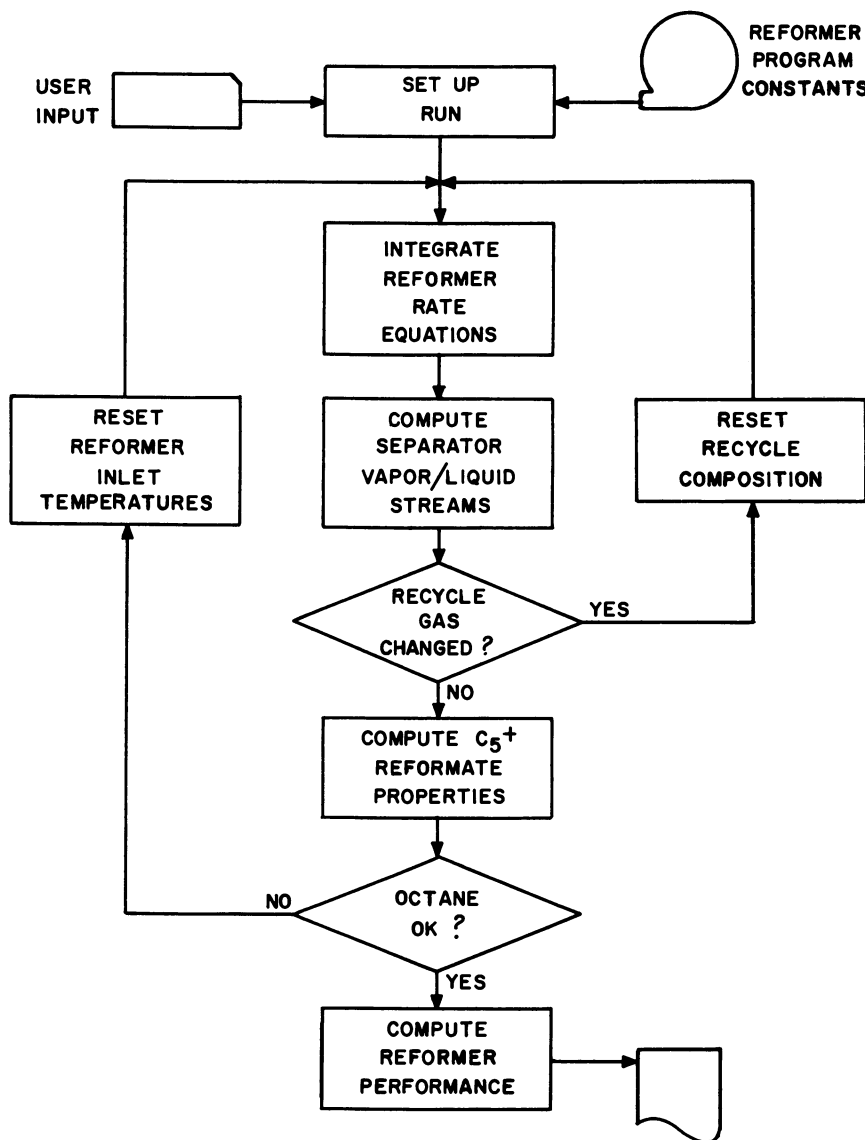 REFORMER
PROGRAM
CONSTANTS
USER
INPUT
SET UP
RUN
INTEGRATE
REFORMER
RATE
EQUATIONS
RESET
REFORMER
INLET
TEMPERATURES
COMPUTE
SEPARATOR
VAPOR/LIQUID
STREAMS
RESET
RECYCLE
COMPOSITION
RECYCLE
GAS
CHANGED ?
YES
NO
COMPUTE C5+
REFORMATE
PROPERTIES
NO
OCTANE
OK ?
YES
COMPUTE
REFORMER
PERFORMANCE